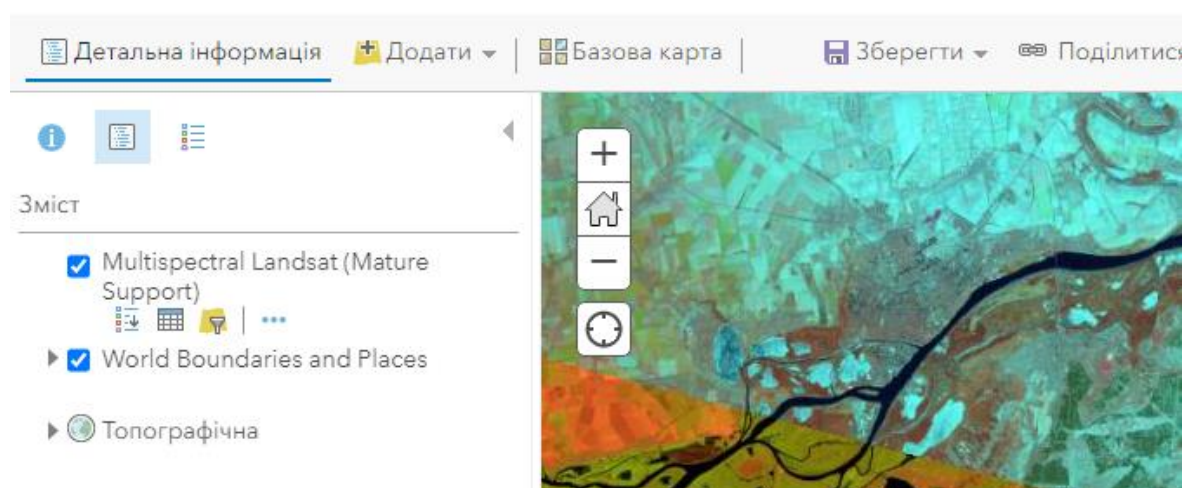 Детальна інформація Додати Базова карта Зберегти Поділитися
Зміст
Multispectral Landsat (Mature
Support)
World Boundaries and Places
Топографічна